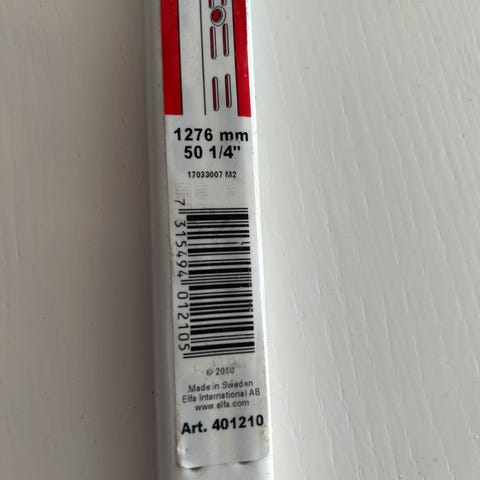 1276 mm
50 1/4"
17033007 M2
7 315494 012105
© 2010
Made in Sweden
Elfa International AB
www.elfa.com
Art. 401210